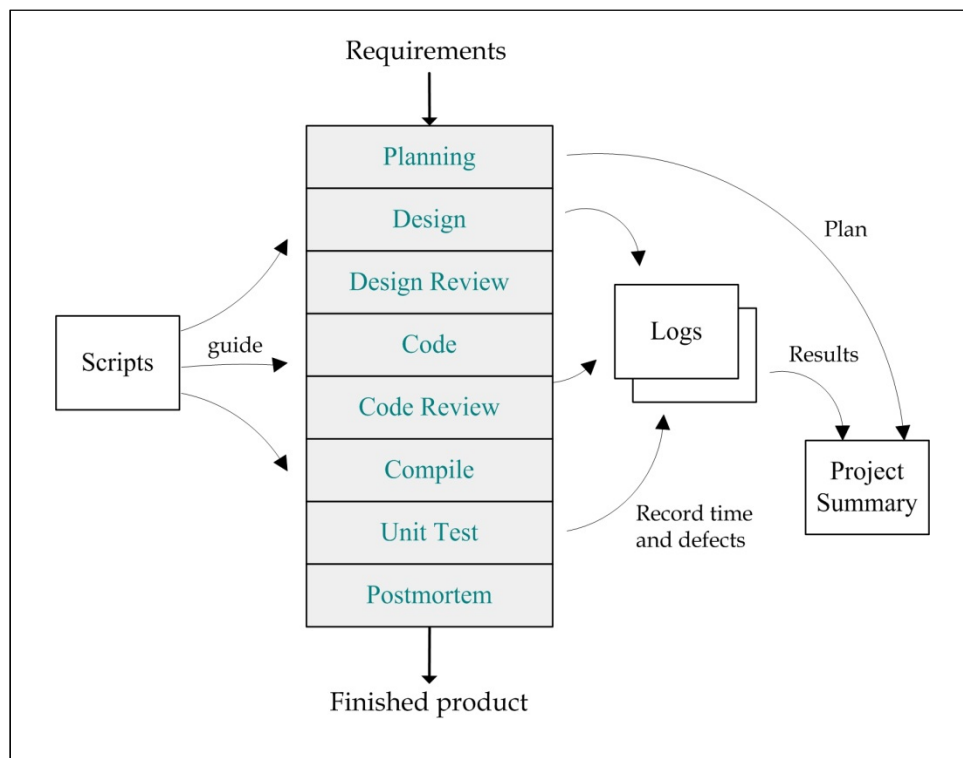 Requirements
Planning
Design
Design Review
Code
Code Review
Compile
Unit Test
Postmortem
Finished product
Scripts
guide
Logs
Plan
Results
Record time
and defects
Project
Summary